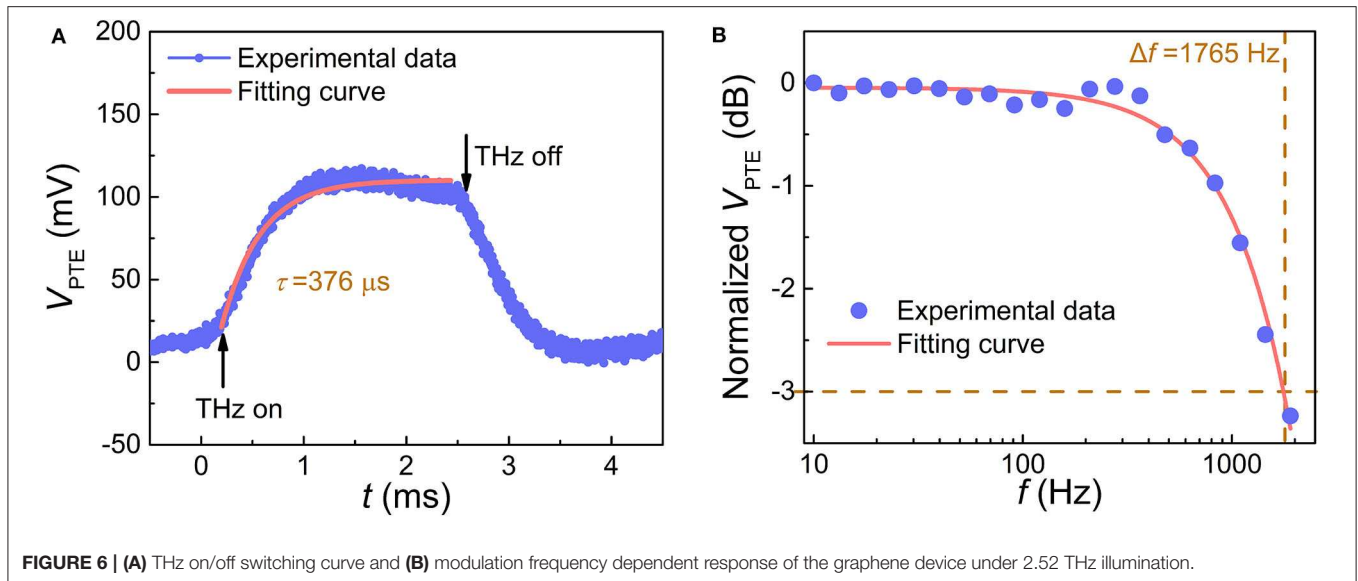 A
200
150
100
50
0
-50
V_PTE (mV)
Experimental data
Fitting curve
THz off
τ =376 μs
THz on
0 1 2 3 4
t (ms)
B
0
-1
-2
-3
Normalized V_PTE (dB)
Δf =1765 Hz
Experimental data
Fitting curve
10 100 1000
f (Hz)
FIGURE 6 | (A) THz on/off switching curve and (B) modulation frequency dependent response of the graphene device under 2.52 THz illumination.